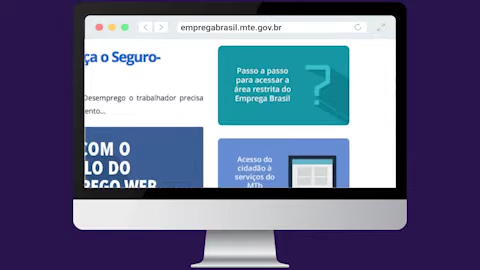 empregabrasil.mte.gov.br
ça o Seguro-
Desemprego o trabalhador precisa
ento...
COM O
LO DO
REGO WEB
Passo a passo
para acessar a
área restrita do
Emprega Brasil
?
Acesso do
cidadão à
serviços do
MTb